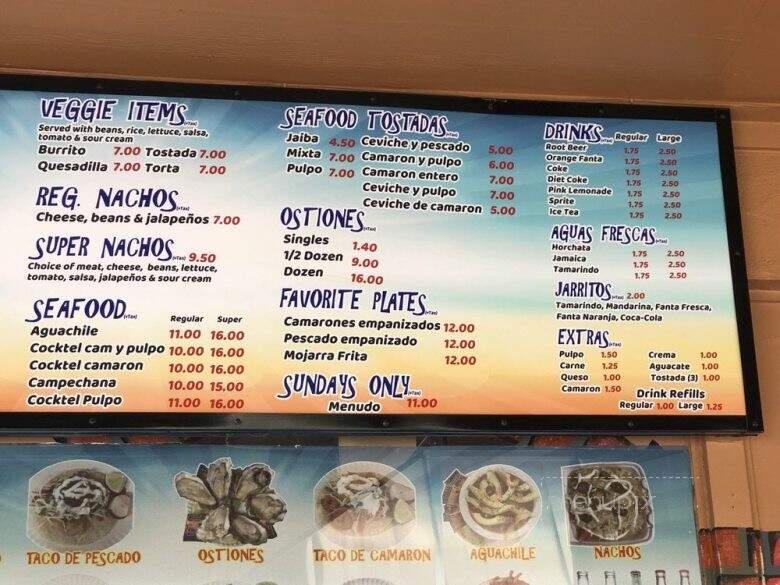 VEGGIE ITEMS (+Tax)
Served with beans, rice, lettuce, salsa,
tomato & sour cream
Burrito 7.00 Tostada 7.00
Quesadilla 7.00 Torta 7.00
REG. NACHOS (+Tax)
Cheese, beans & jalapeños 7.00
SUPER NACHOS (+Tax) 9.50
Choice of meat, cheese, beans, lettuce,
tomato, salsa, jalapeños & sour cream
SEAFOOD (+Tax) Regular Super
Aguachile 11.00 16.00
Cocktel cam y pulpo 10.00 16.00
Cocktel camaron 10.00 16.00
Campechana 10.00 15.00
Cocktel Pulpo 11.00 16.00
SEAFOOD TOSTADAS (+Tax)
Jaiba 4.50 Ceviche y pescado 5.00
Mixta 7.00 Camaron y pulpo 6.00
Pulpo 7.00 Camaron entero 7.00
Ceviche y pulpo 7.00
Ceviche de camaron 5.00
OSTIONES (+Tax)
Singles 1.40
1/2 Dozen 9.00
Dozen 16.00
FAVORITE PLATES (+Tax)
Camarones empanizados 12.00
Pescado empanizado 12.00
Mojarra Frita 12.00
SUNDAYS ONLY (+Tax)
Menudo 11.00
DRINKS (+Tax) Regular Large
Root Beer 1.75 2.50
Orange Fanta 1.75 2.50
Coke 1.75 2.50
Diet Coke 1.75 2.50
Pink Lemonade 1.75 2.50
Sprite 1.75 2.50
Ice Tea 1.75 2.50
AGUAS FRESCAS (+Tax)
Horchata 1.75 2.50
Jamaica 1.75 2.50
Tamarindo 1.75 2.50
JARRITOS (+Tax) 2.00
Tamarindo, Mandarina, Fanta Fresca,
Fanta Naranja, Coca-Cola
EXTRAS (+Tax)
Pulpo 1.50 Crema 1.00
Carne 1.25 Aguacate 1.00
Queso 1.00 Tostada (3) 1.00
Camaron 1.50 Drink Refills
Regular 1.00 Large 1.25
TACO DE PESCADO
OSTIONES
TACO DE CAMARON
AGUACHILE
NACHOS